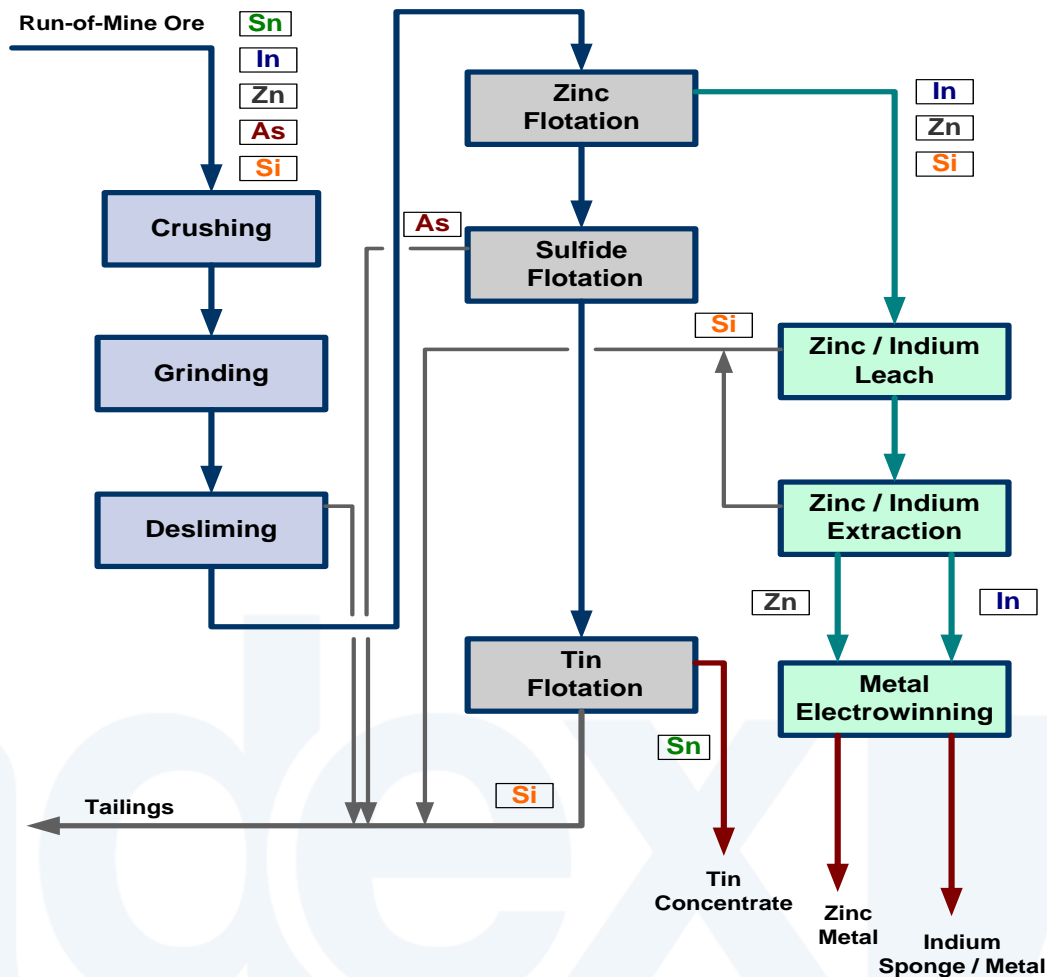 Run-of-Mine Ore
Sn
In
Zn
As
Si
Crushing
Grinding
Desliming
Zinc
Flotation
In
Zn
Si
As
Sulfide
Flotation
Si
Zinc / Indium
Leach
Zinc / Indium
Extraction
Zn
In
Tin
Flotation
Metal
Electrowinning
Sn
Si
Tailings
Tin
Concentrate
Zinc
Metal
Indium
Sponge / Metal